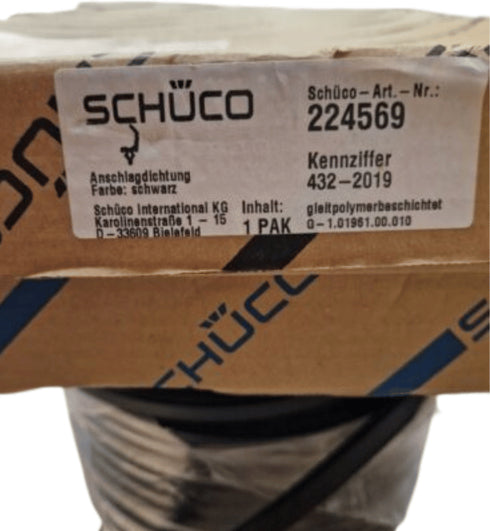 SCHÜCO
Schüco-Art.-Nr.:
224569
Kennziffer
432-2019
Anschlagdichtung
Farbe: schwarz
Schüco International KG
Karolinenstraße 1 - 15
D-33609 Bielefeld
Inhalt:
1 PAK
gleitpolymerbeschichtet
G-1.01961.00.010
SCHÜCO